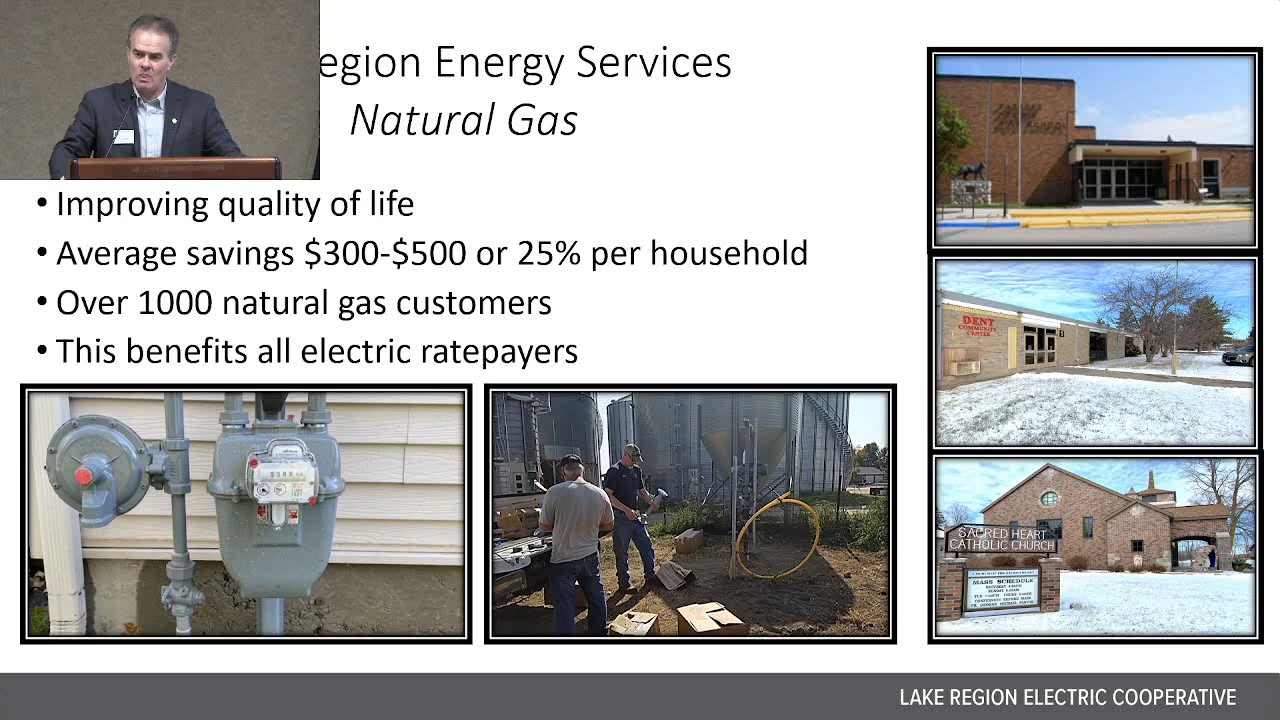 egion Energy Services
Natural Gas
• Improving quality of life
• Average savings $300-$500 or 25% per household
• Over 1000 natural gas customers
• This benefits all electric ratepayers
DENT
COMMUNITY
CENTER
SACRED HEART
CATHOLIC CHURCH
MASS SCHEDULE
LAKE REGION ELECTRIC COOPERATIVE